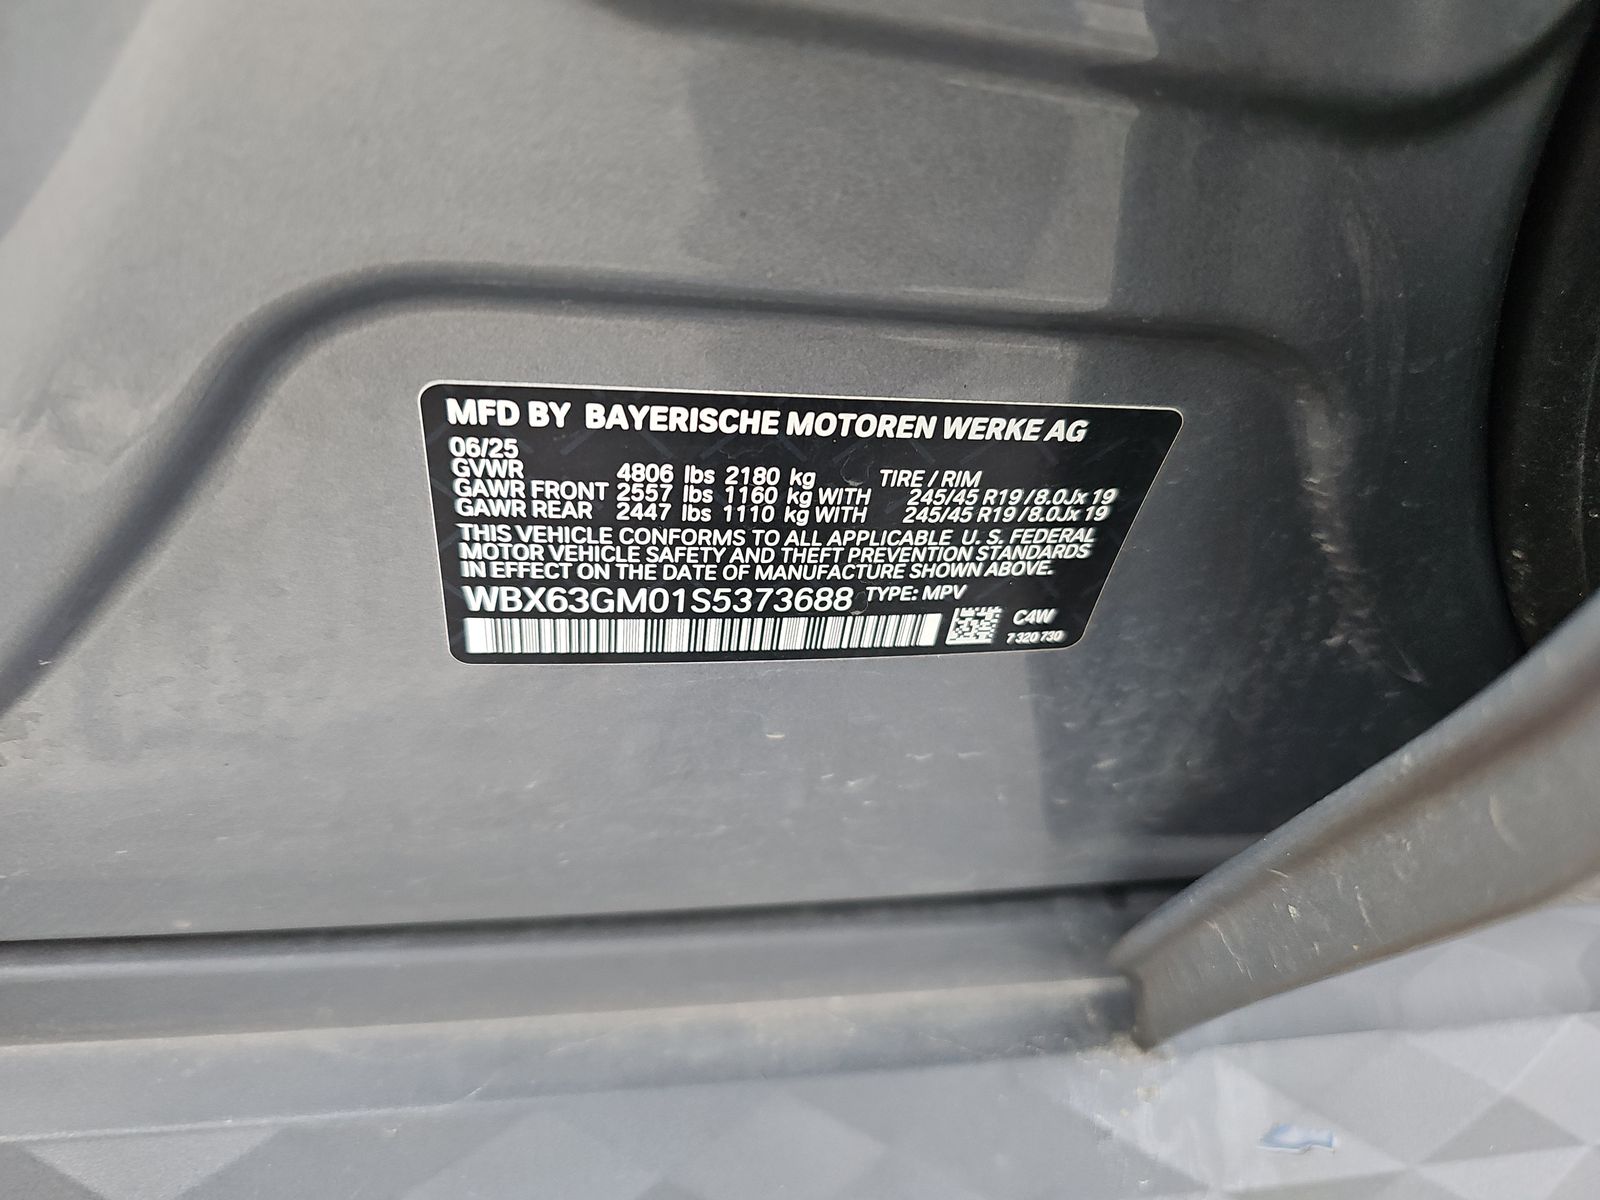 MFD BY BAYERISCHE MOTOREN WERKE AG
06/25
GVWR 4806 lbs 2180 kg TIRE / RIM
GAWR FRONT 2557 lbs 1160 kg WITH 245/45 R19 / 8.0Jx 19
GAWR REAR 2447 lbs 1110 kg WITH 245/45 R19 / 8.0Jx 19
THIS VEHICLE CONFORMS TO ALL APPLICABLE U. S. FEDERAL
MOTOR VEHICLE SAFETY AND THEFT PREVENTION STANDARDS
IN EFFECT ON THE DATE OF MANUFACTURE SHOWN ABOVE.
WBX63GM01S5373688 TYPE: MPV
C4W
7 320 730